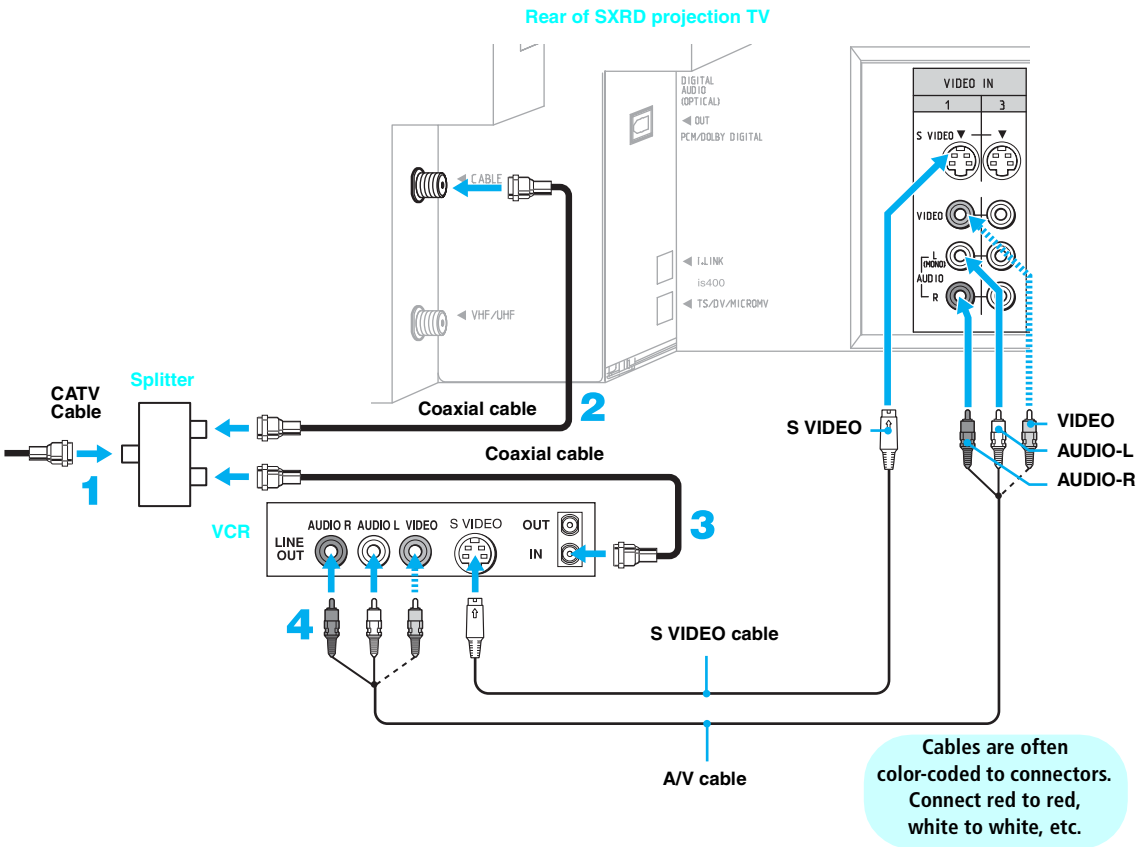 Rear of SXRD projection TV
DIGITAL
AUDIO
(OPTICAL)
◄ OUT
PCM/DOLBY DIGITAL
VIDEO IN
1 3
S VIDEO ▼ ▼
◄ CABLE
VIDEO
L
(MONO)
AUDIO
R
◄ i.LINK
is400
◄ TS/DV/MICROMV
◄ VHF/UHF
Splitter
CATV
Cable
Coaxial cable
2
S VIDEO
VIDEO
AUDIO-L
AUDIO-R
1
Coaxial cable
3
VCR
LINE
OUT
AUDIO R AUDIO L VIDEO
S VIDEO
OUT
IN
4
S VIDEO cable
A/V cable
Cables are often
color-coded to connectors.
Connect red to red,
white to white, etc.